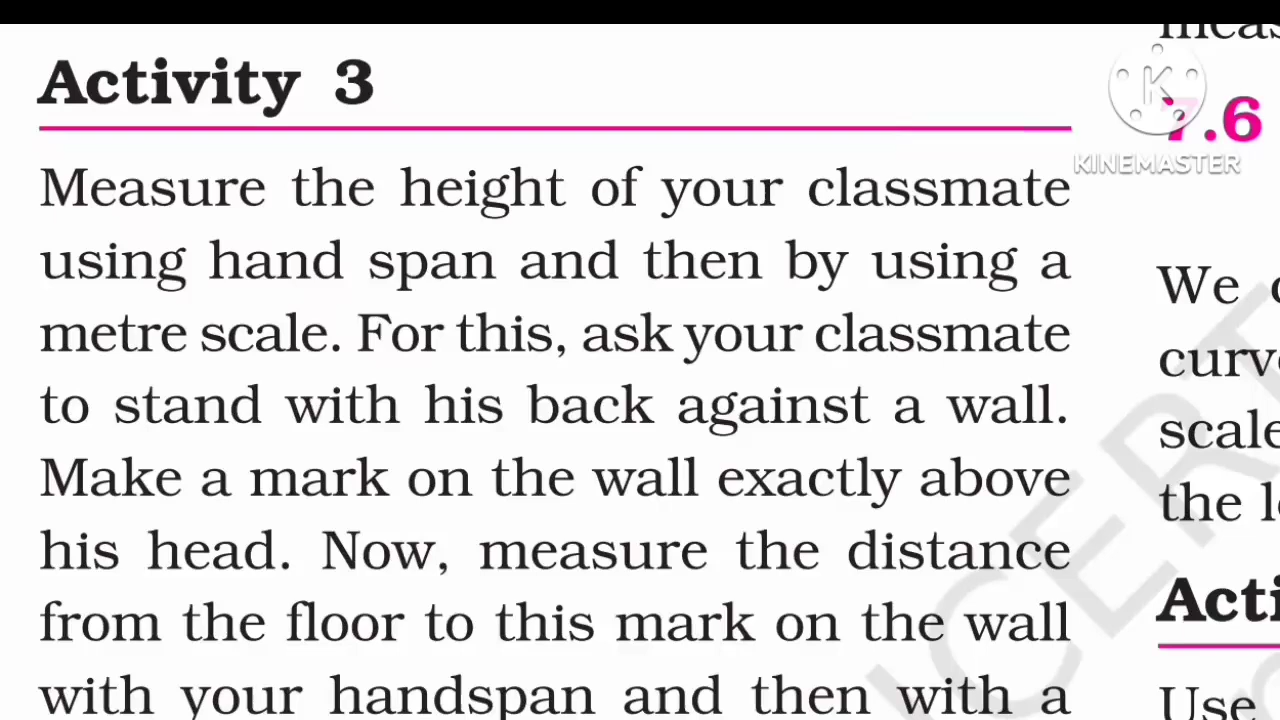 Activity 3
Measure the height of your classmate
using hand span and then by using a
metre scale. For this, ask your classmate
to stand with his back against a wall.
Make a mark on the wall exactly above
his head. Now, measure the distance
from the floor to this mark on the wall
with your handspan and then with a
7.6
KINEMASTER
We
scale
the
Use
NCERT